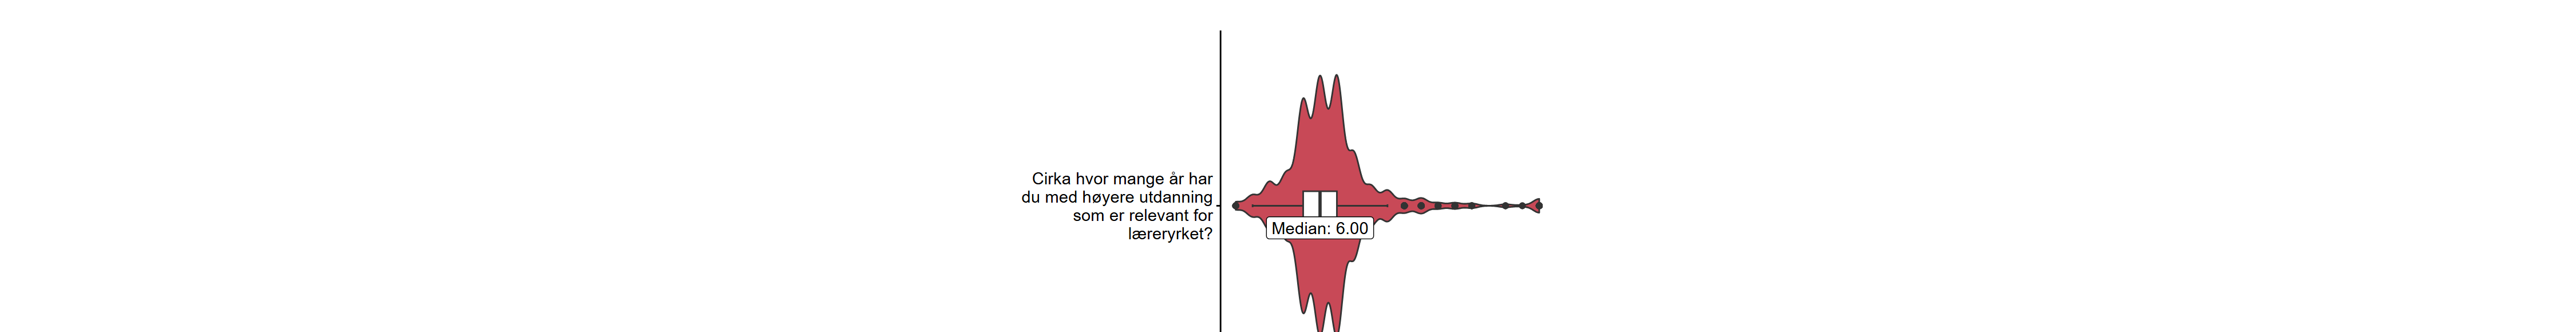 Cirka hvor mange år har
du med høyere utdanning
som er relevant for
læreryrket?
Median: 6.00